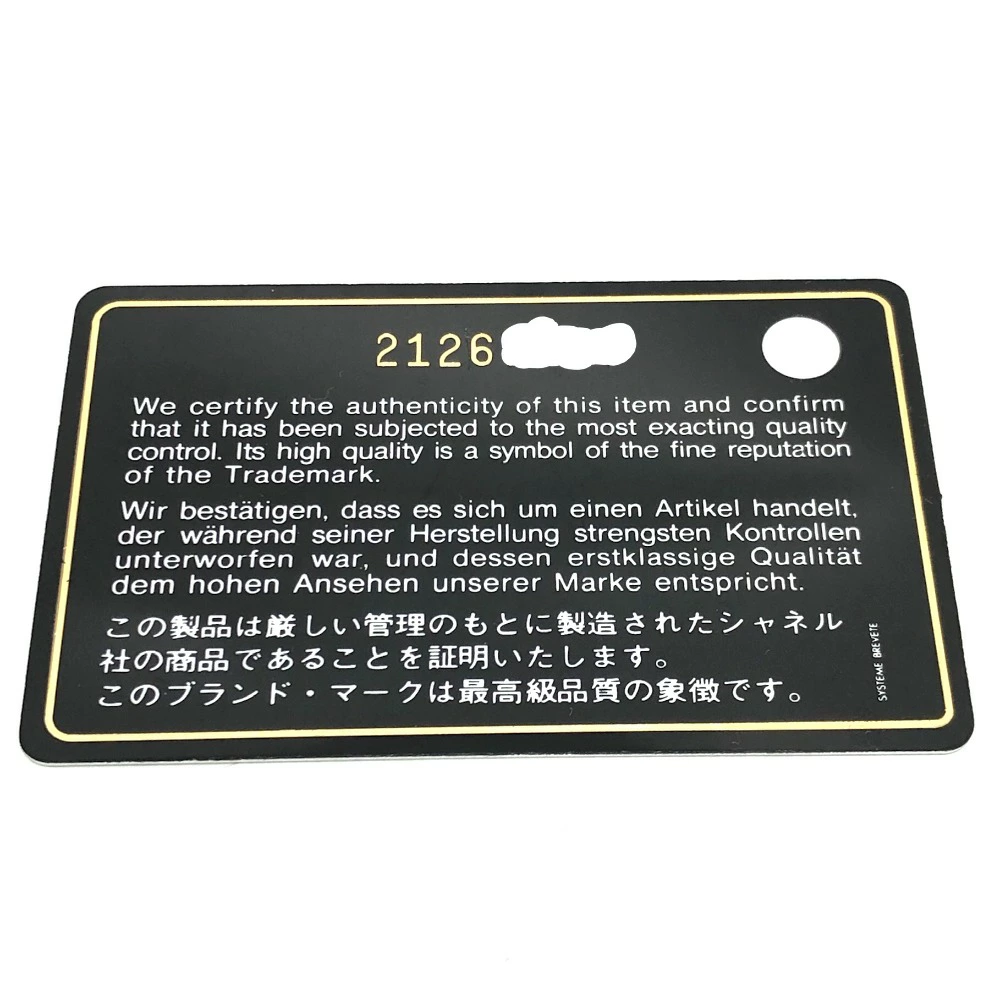 2126
We certify the authenticity of this item and confirm
that it has been subjected to the most exacting quality
control. Its high quality is a symbol of the fine reputation
of the Trademark.
Wir bestätigen, dass es sich um einen Artikel handelt,
der während seiner Herstellung strengsten Kontrollen
unterworfen war, und dessen erstklassige Qualität
dem hohen Ansehen unserer Marke entspricht.
この製品は厳しい管理のもとに製造されたシャネル
社の商品であることを証明いたします。
このブランド・マークは最高級品質の象徴です。
SYSTEME BREVETE